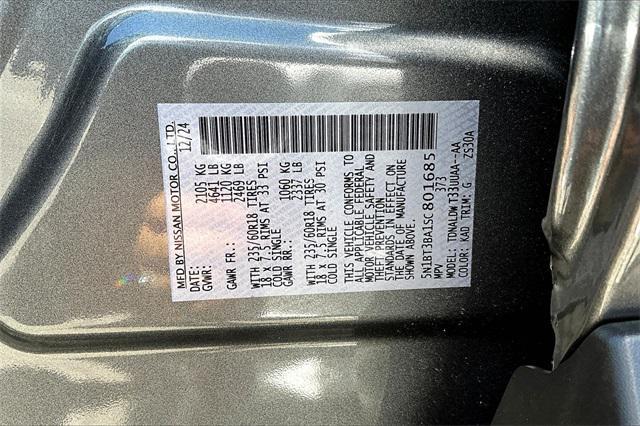 MFD BY NISSAN MOTOR CO., LTD.
DATE: 12/24
GVWR: 2105 KG
4641 LB
GAWR FR.: 1120 KG
2469 LB
WITH 235/60R18 TIRES
18 X 7.5 RIMS AT 33 PSI
COLD SINGLE
GAWR RR.: 1060 KG
2337 LB
WITH 235/60R18 TIRES
18 X 7.5 RIMS AT 30 PSI
COLD SINGLE
THIS VEHICLE CONFORMS TO
ALL APPLICABLE FEDERAL
MOTOR VEHICLE SAFETY AND
THEFT PREVENTION
STANDARDS IN EFFECT ON
THE DATE OF MANUFACTURE
SHOWN ABOVE.
3N1BT3BA1SC801685
MPV 373
MODEL: TDNALDW T33UUAA--AA
COLOR: KAD TRIM: G ZS30A